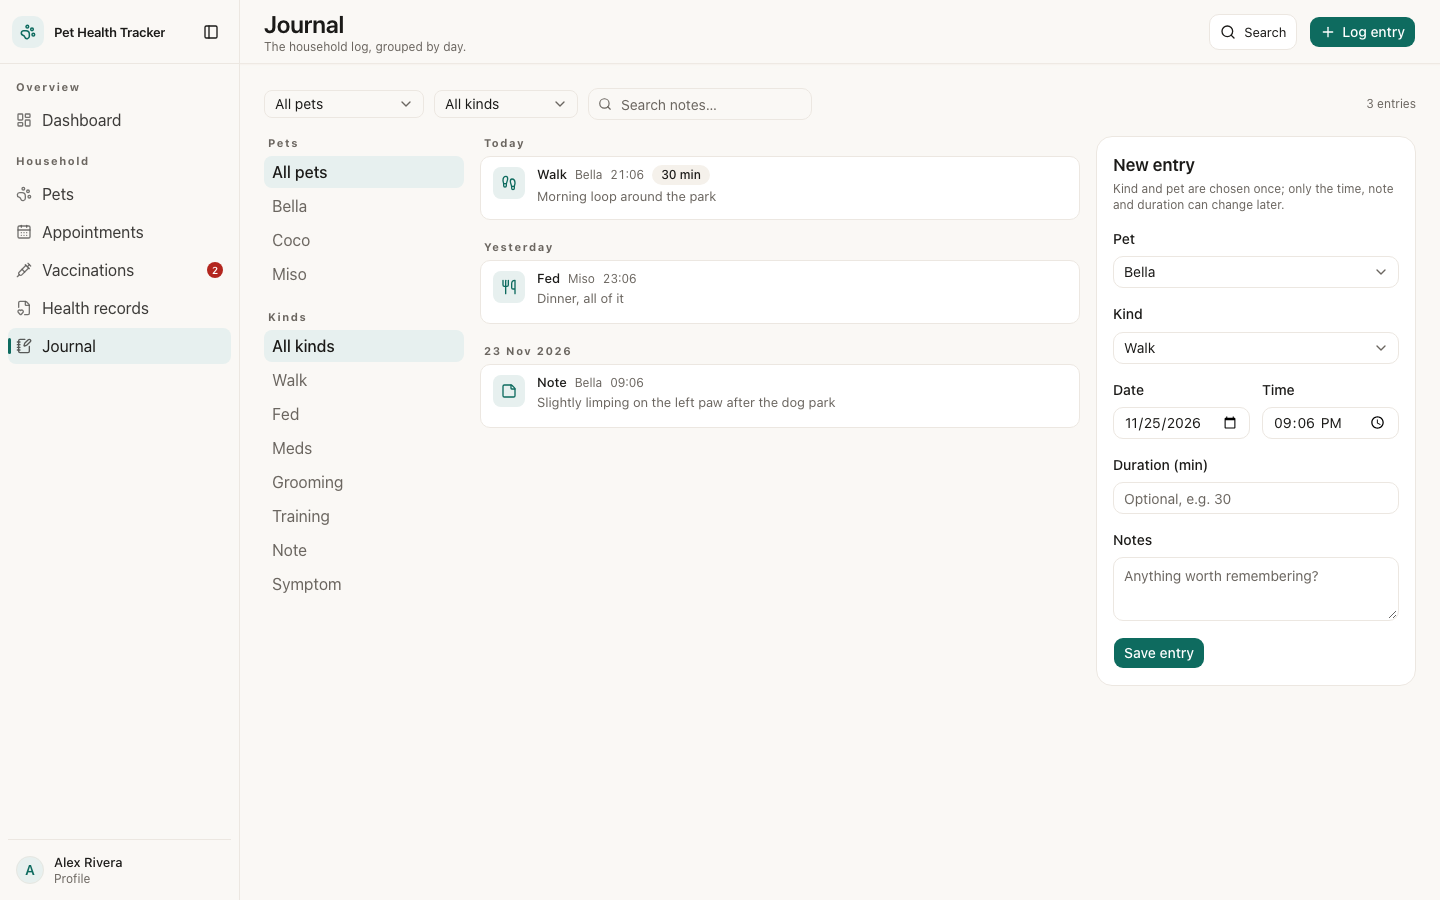 Pet Health Tracker
Overview
Dashboard
Household
Pets
Appointments
Vaccinations
2
Health records
Journal
A
Alex Rivera
Profile
Journal
The household log, grouped by day.
Search
Log entry
All pets
All kinds
Search notes...
3 entries
Pets
All pets
Bella
Coco
Miso
Kinds
All kinds
Walk
Fed
Meds
Grooming
Training
Note
Symptom
Today
Walk Bella 21:06 30 min
Morning loop around the park
Yesterday
Fed Miso 23:06
Dinner, all of it
23 Nov 2026
Note Bella 09:06
Slightly limping on the left paw after the dog park
New entry
Kind and pet are chosen once; only the time, note
and duration can change later.
Pet
Bella
Kind
Walk
Date Time
11/25/2026 09:06 PM
Duration (min)
Optional, e.g. 30
Notes
Anything worth remembering?
Save entry